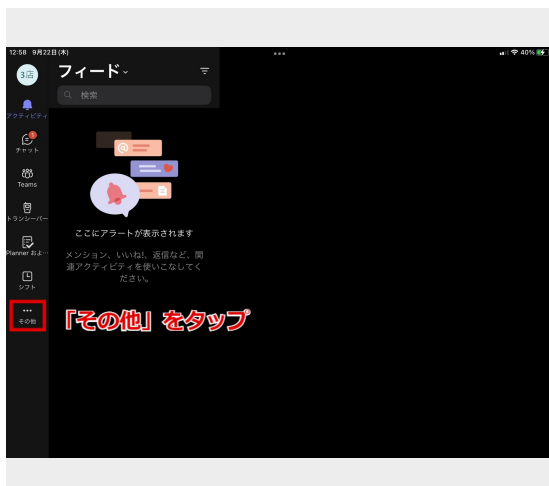 12:58 9月22日(木)
40%
3店
フィード
検索
アクティビティ
1
チャット
Teams
トランシーバー
Planner およ…
シフト
その他
@
ここにアラートが表示されます
メンション、いいね!、返信など、関
連アクティビティを使いこなしてく
ださい。
「その他」をタップ